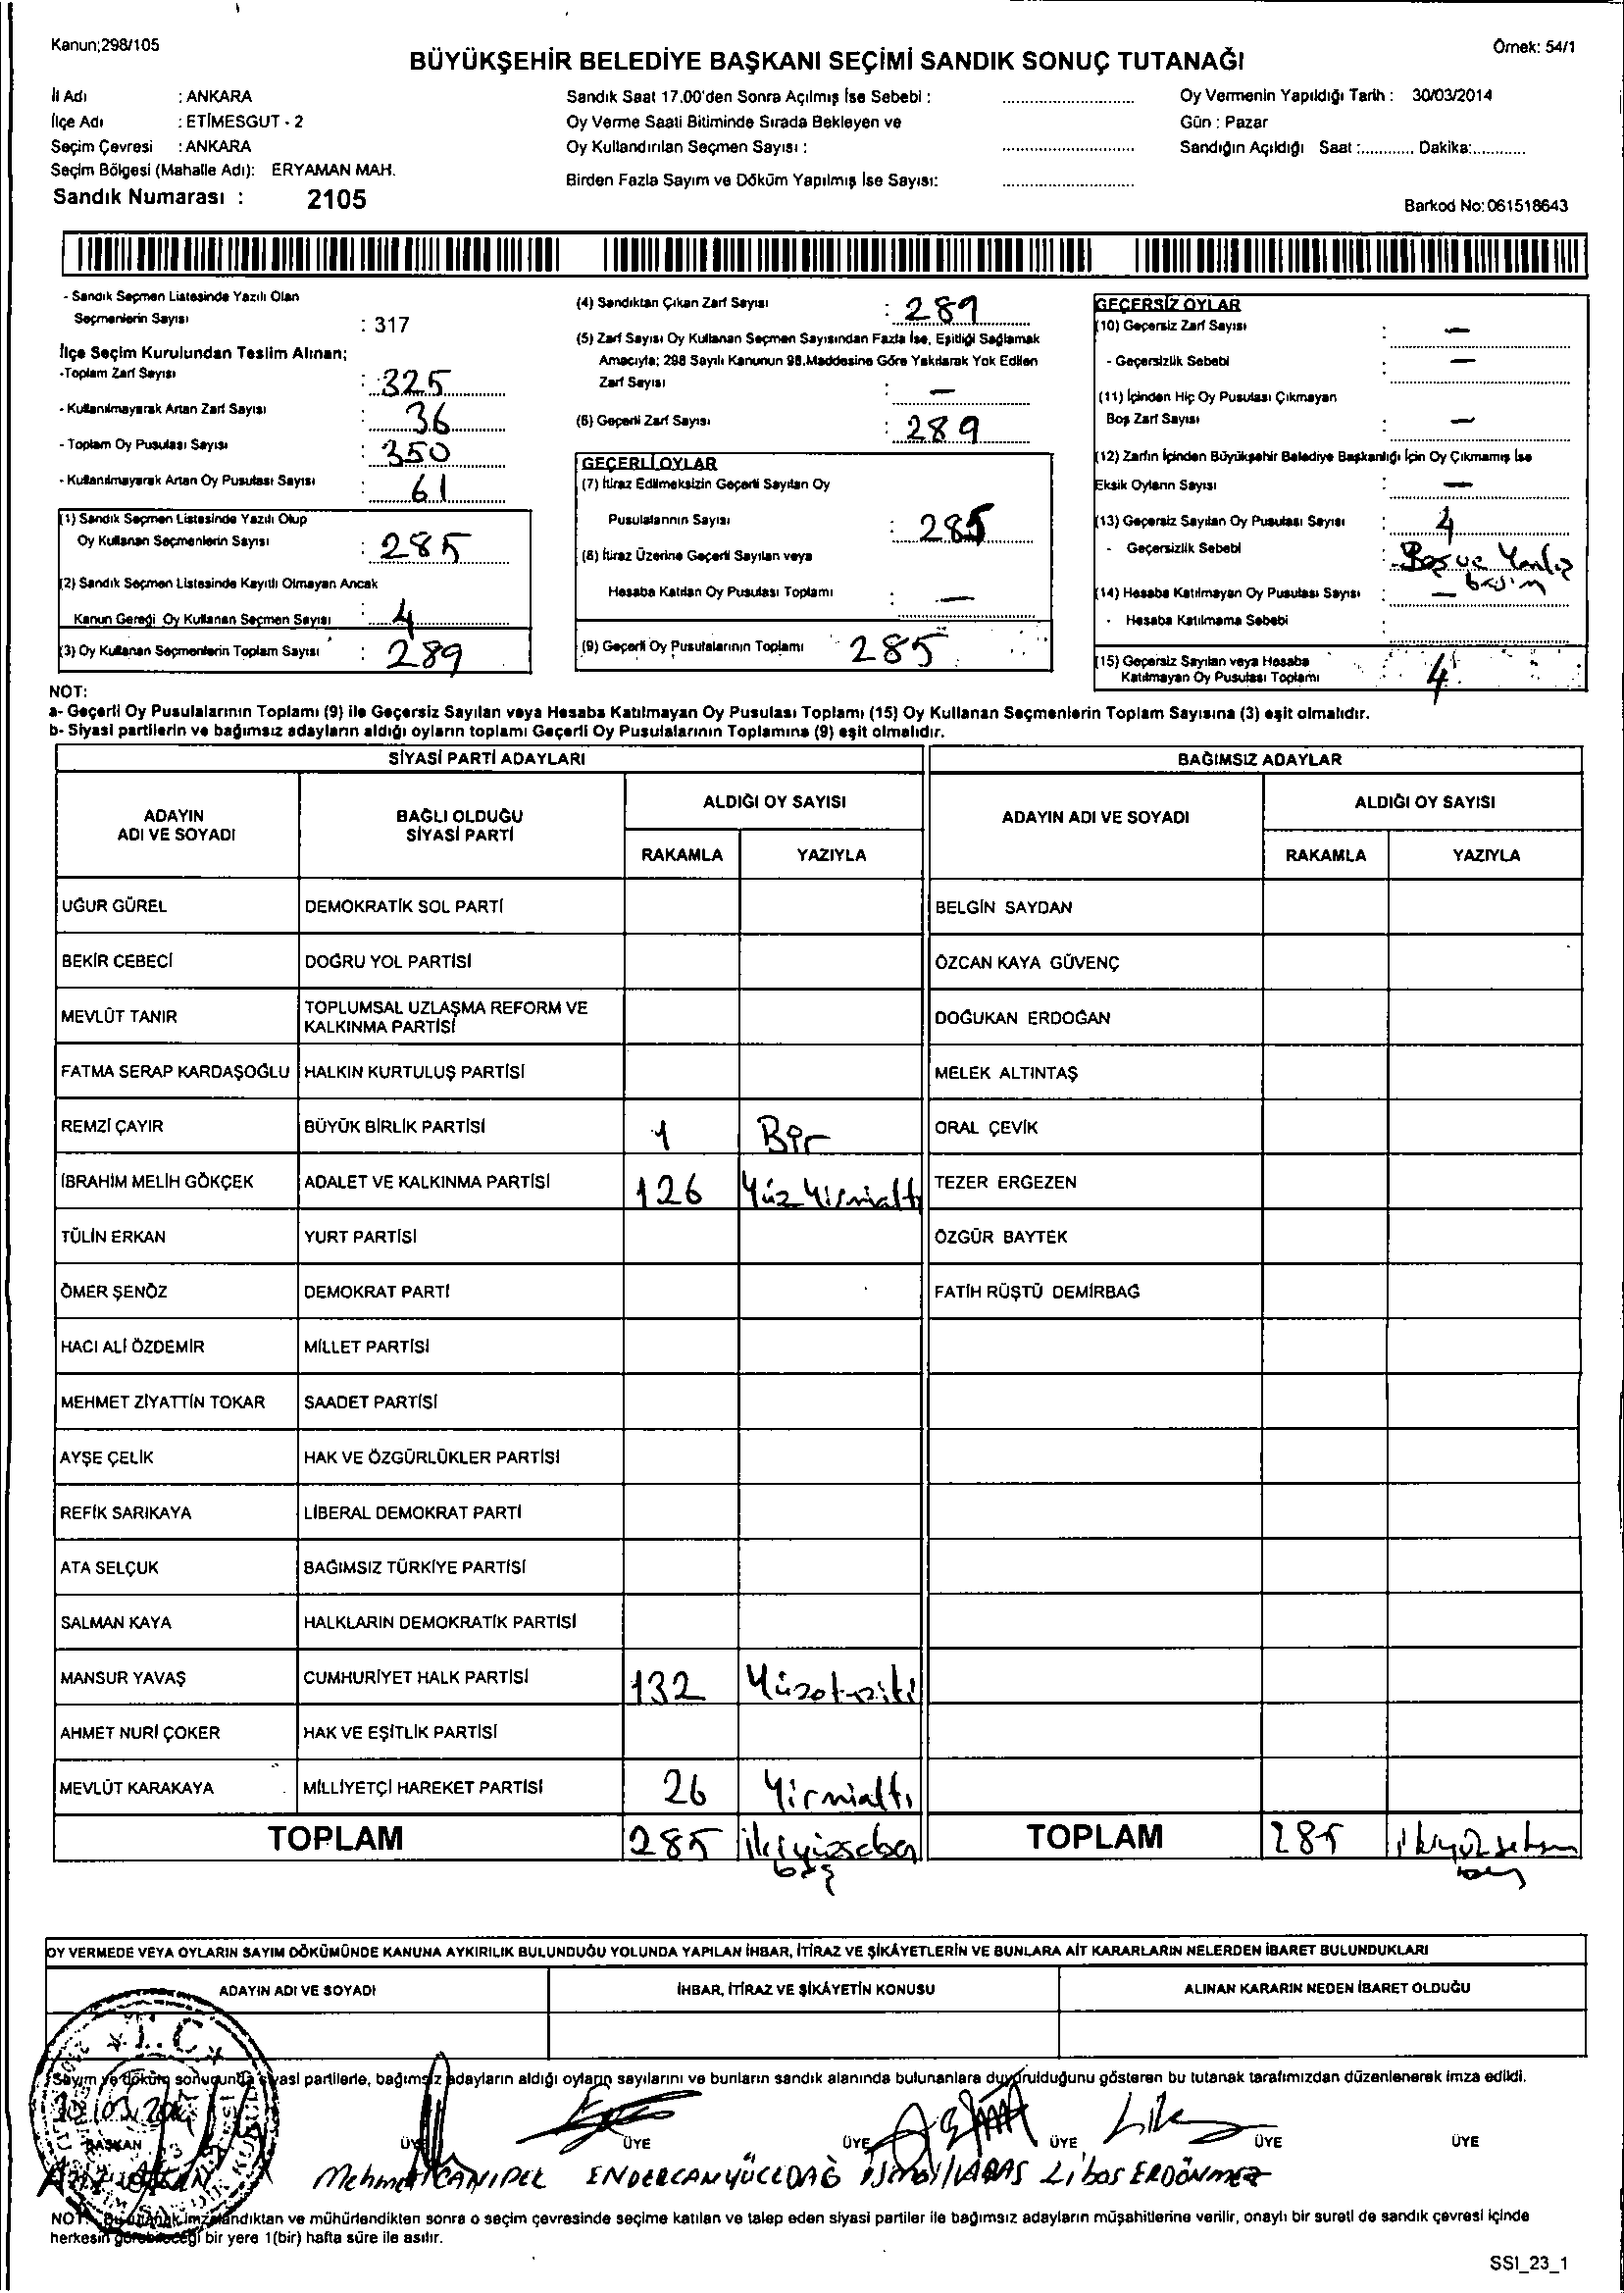 Kanun;298/105
Örnek: 54/1
BÜYÜKŞEHİR BELEDİYE BAŞKANI SEÇİMİ SANDIK SONUÇ TUTANAĞI
İl Adı : ANKARA
İlçe Adı : ETİMESGUT - 2
Seçim Çevresi : ANKARA
Seçim Bölgesi (Mahalle Adı): ERYAMAN MAH.
Sandık Numarası : 2105
Sandık Saat 17.00'den Sonra Açılmış İse Sebebi :
Oy Verme Saati Bitiminde Sırada Bekleyen ve
Oy Kullandırılan Seçmen Sayısı :
Birden Fazla Sayım ve Döküm Yapılmış İse Sayısı:
Oy Vermenin Yapıldığı Tarih : 30/03/2014
Gün : Pazar
Sandığın Açıldığı Saat :............ Dakika:............
Barkod No:061518643
- Sandık Seçmen Listesinde Yazılı Olan
Seçmenlerin Sayısı : 317
İlçe Seçim Kurulundan Teslim Alınan;
-Toplam Zarf Sayısı : 325
- Kullanılmayarak Artan Zarf Sayısı : 36
- Toplam Oy Pusulası Sayısı : 350
- Kullanılmayarak Artan Oy Pusulası Sayısı : 61
(1) Sandık Seçmen Listesinde Yazılı Olup
Oy Kullanan Seçmenlerin Sayısı : 285
(2) Sandık Seçmen Listesinde Kayıtlı Olmayan Ancak
Kanun Gereği Oy Kullanan Seçmen Sayısı : 4
(3) Oy Kullanan Seçmenlerin Toplam Sayısı : 289
(4) Sandıktan Çıkan Zarf Sayısı : 289
(5) Zarf Sayısı Oy Kullanan Seçmen Sayısından Fazla İse, Eşitliği Sağlamak
Amacıyla; 298 Sayılı Kanunun 98.Maddesine Göre Yakılarak Yok Edilen
Zarf Sayısı : —
(6) Geçerli Zarf Sayısı : 289
GEÇERLİ OYLAR
(7) İtiraz Edilmeksizin Geçerli Sayılan Oy
Pusulalarının Sayısı : 285
(8) İtiraz Üzerine Geçerli Sayılan veya
Hesaba Katılan Oy Pusulası Toplamı : —
(9) Geçerli Oy Pusulalarının Toplamı 285
GEÇERSİZ OYLAR
(10) Geçersiz Zarf Sayısı : —
- Geçersizlik Sebebi : —
(11) İçinden Hiç Oy Pusulası Çıkmayan
Boş Zarf Sayısı : —
(12) Zarfın İçinden Büyükşehir Belediye Başkanlığı İçin Oy Çıkmamış İse
Eksik Oyların Sayısı : —
(13) Geçersiz Sayılan Oy Pusulası Sayısı : 4
- Geçersizlik Sebebi : Boş ve Yanlış
basım
(14) Hesaba Katılmayan Oy Pusulası Sayısı : —
- Hesaba Katılmama Sebebi :
(15) Geçersiz Sayılan veya Hesaba
Katılmayan Oy Pusulası Toplamı : 4
NOT:
a- Geçerli Oy Pusulalarının Toplamı (9) ile Geçersiz Sayılan veya Hesaba Katılmayan Oy Pusulası Toplamı (15) Oy Kullanan Seçmenlerin Toplam Sayısına (3) eşit olmalıdır.
b- Siyasi partilerin ve bağımsız adayların aldığı oyların toplamı Geçerli Oy Pusulalarının Toplamına (9) eşit olmalıdır.
SİYASİ PARTİ ADAYLARI BAĞIMSIZ ADAYLAR
ADAYIN
ADI VE SOYADI
BAĞLI OLDUĞU
SİYASİ PARTİ
ALDIĞI OY SAYISI
RAKAMLA YAZIYLA
ADAYIN ADI VE SOYADI
ALDIĞI OY SAYISI
RAKAMLA YAZIYLA
UĞUR GÜREL DEMOKRATİK SOL PARTİ BELGİN SAYDAN
BEKİR CEBECİ DOĞRU YOL PARTİSİ ÖZCAN KAYA GÜVENÇ
MEVLÜT TANIR TOPLUMSAL UZLAŞMA REFORM VE
KALKINMA PARTİSİ DOĞUKAN ERDOĞAN
FATMA SERAP KARDAŞOĞLU HALKIN KURTULUŞ PARTİSİ MELEK ALTINTAŞ
REMZİ ÇAYIR BÜYÜK BİRLİK PARTİSİ 1 Bir ORAL ÇEVİK
İBRAHİM MELİH GÖKÇEK ADALET VE KALKINMA PARTİSİ 126 Yüz Yirmialtı TEZER ERGEZEN
TÜLİN ERKAN YURT PARTİSİ ÖZGÜR BAYTEK
ÖMER ŞENÖZ DEMOKRAT PARTİ FATİH RÜŞTÜ DEMİRBAĞ
HACI ALİ ÖZDEMİR MİLLET PARTİSİ
MEHMET ZİYATTİN TOKAR SAADET PARTİSİ
AYŞE ÇELİK HAK VE ÖZGÜRLÜKLER PARTİSİ
REFİK SARIKAYA LİBERAL DEMOKRAT PARTİ
ATA SELÇUK BAĞIMSIZ TÜRKİYE PARTİSİ
SALMAN KAYA HALKLARIN DEMOKRATİK PARTİSİ
MANSUR YAVAŞ CUMHURİYET HALK PARTİSİ 132 Yüzotuziki
AHMET NURİ ÇOKER HAK VE EŞİTLİK PARTİSİ
MEVLÜT KARAKAYA MİLLİYETÇİ HAREKET PARTİSİ 26 Yirmialtı
TOPLAM 285 ikiyüzseksen
beş
TOPLAM 285 ikiyüzseksen
beş
OY VERMEDE VEYA OYLARIN SAYIM DÖKÜMÜNDE KANUNA AYKIRILIK BULUNDUĞU YOLUNDA YAPILAN İHBAR, İTİRAZ VE ŞİKÂYETLERİN VE BUNLARA AİT KARARLARIN NELERDEN İBARET BULUNDUKLARI
ADAYIN ADI VE SOYADI İHBAR, İTİRAZ VE ŞİKÂYETİN KONUSU ALINAN KARARIN NEDEN İBARET OLDUĞU
T.C
Sayım ve döküm sonucunda siyasi partilerle, bağımsız adayların aldığı oyların sayılarını ve bunların sandık alanında bulunanlara duyurulduğunu gösteren bu tutanak tarafımızdan düzenlenerek imza edildi.
BAŞKAN ÜYE ÜYE ÜYE ÜYE ÜYE ÜYE
Mehmet CANIPEK ENDERCAN YÜCEDAĞ İsmail KARAS Libas ERDÖNMEZ
NOT: Bu tutanak imzalandıktan ve mühürlendikten sonra o seçim çevresinde seçime katılan ve talep eden siyasi partiler ile bağımsız adayların müşahitlerine verilir, onaylı bir sureti de sandık çevresi içinde
herkesin görebileceği bir yere 1(bir) hafta süre ile asılır.
SSI_23_1